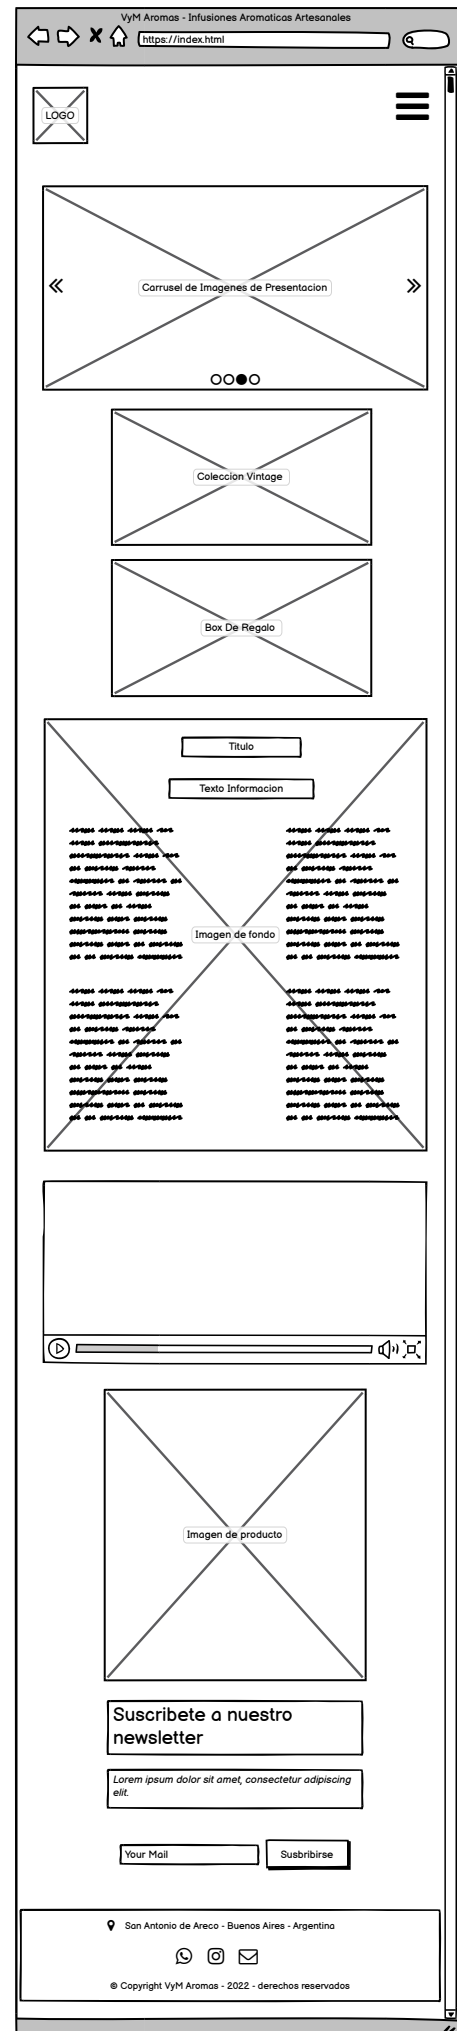 VyM Aromas - Infusiones Aromaticas Artesanales
https://index.html
LOGO
Carrusel de Imagenes de Presentacion
Coleccion Vintage
Box De Regalo
Titulo
Texto Informacion
Imagen de fondo
Imagen de producto
Suscribete a nuestro
newsletter
Lorem ipsum dolor sit amet, consectetur adipiscing
elit.
Your Mail
Susbribirse
San Antonio de Areco - Buenos Aires - Argentina
© Copyright VyM Aromas - 2022 - derechos reservados